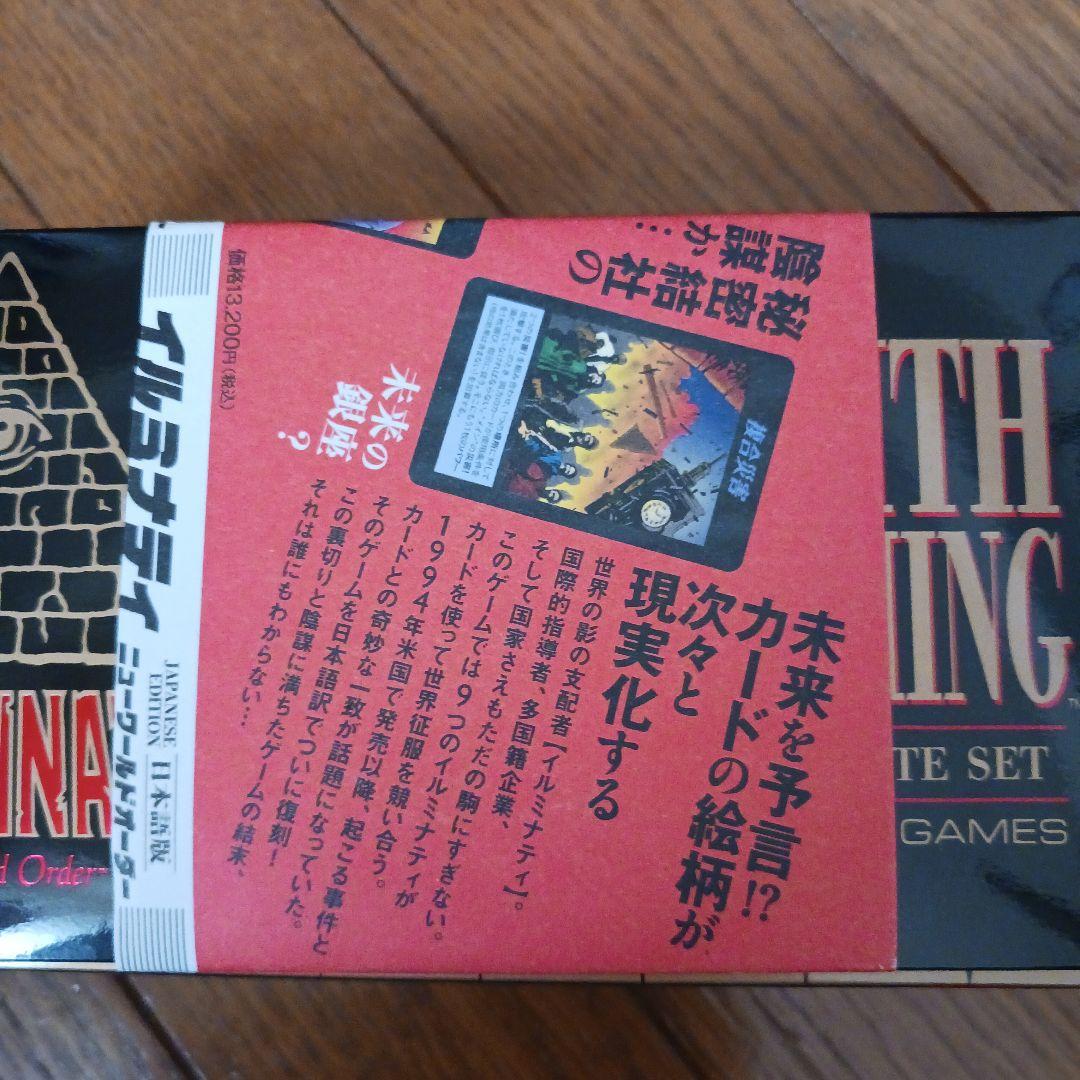 秘密結社の
陰謀か…
未来を予言!?
カードの絵柄が
次々と
現実化する
世界の影の支配者【イルミナティ】。
そして国家さえもただの駒にすぎない。
国際的指導者、多国籍企業、
このゲームでは9つのイルミナティが
カードを使って世界征服を競い合う。
1994年米国で発売以降、起こる事件と
カードとの奇妙な一致が話題になっていた。
そのゲームを日本語訳でついに復刻!
この裏切りと陰謀に満ちたゲームの結末、
それは誰にもわからない…
複合災害
未来の
銀座?
価格13,200円(税込)
イルミナティ ニューワールドオーダー
JAPANESE
EDITION 日本語版
INA
d Order™
ITH
NING™
TE SET
GAMES